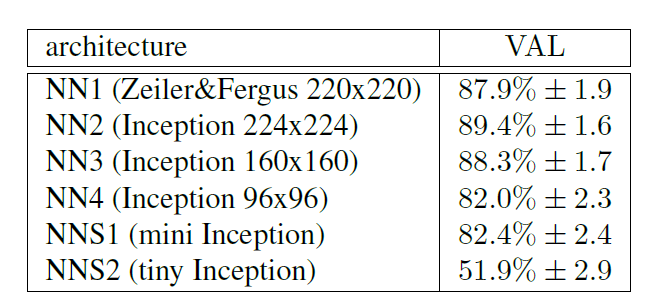 architecture VAL
NN1 (Zeiler&Fergus 220x220) 87.9% ± 1.9
NN2 (Inception 224x224) 89.4% ± 1.6
NN3 (Inception 160x160) 88.3% ± 1.7
NN4 (Inception 96x96) 82.0% ± 2.3
NNS1 (mini Inception) 82.4% ± 2.4
NNS2 (tiny Inception) 51.9% ± 2.9